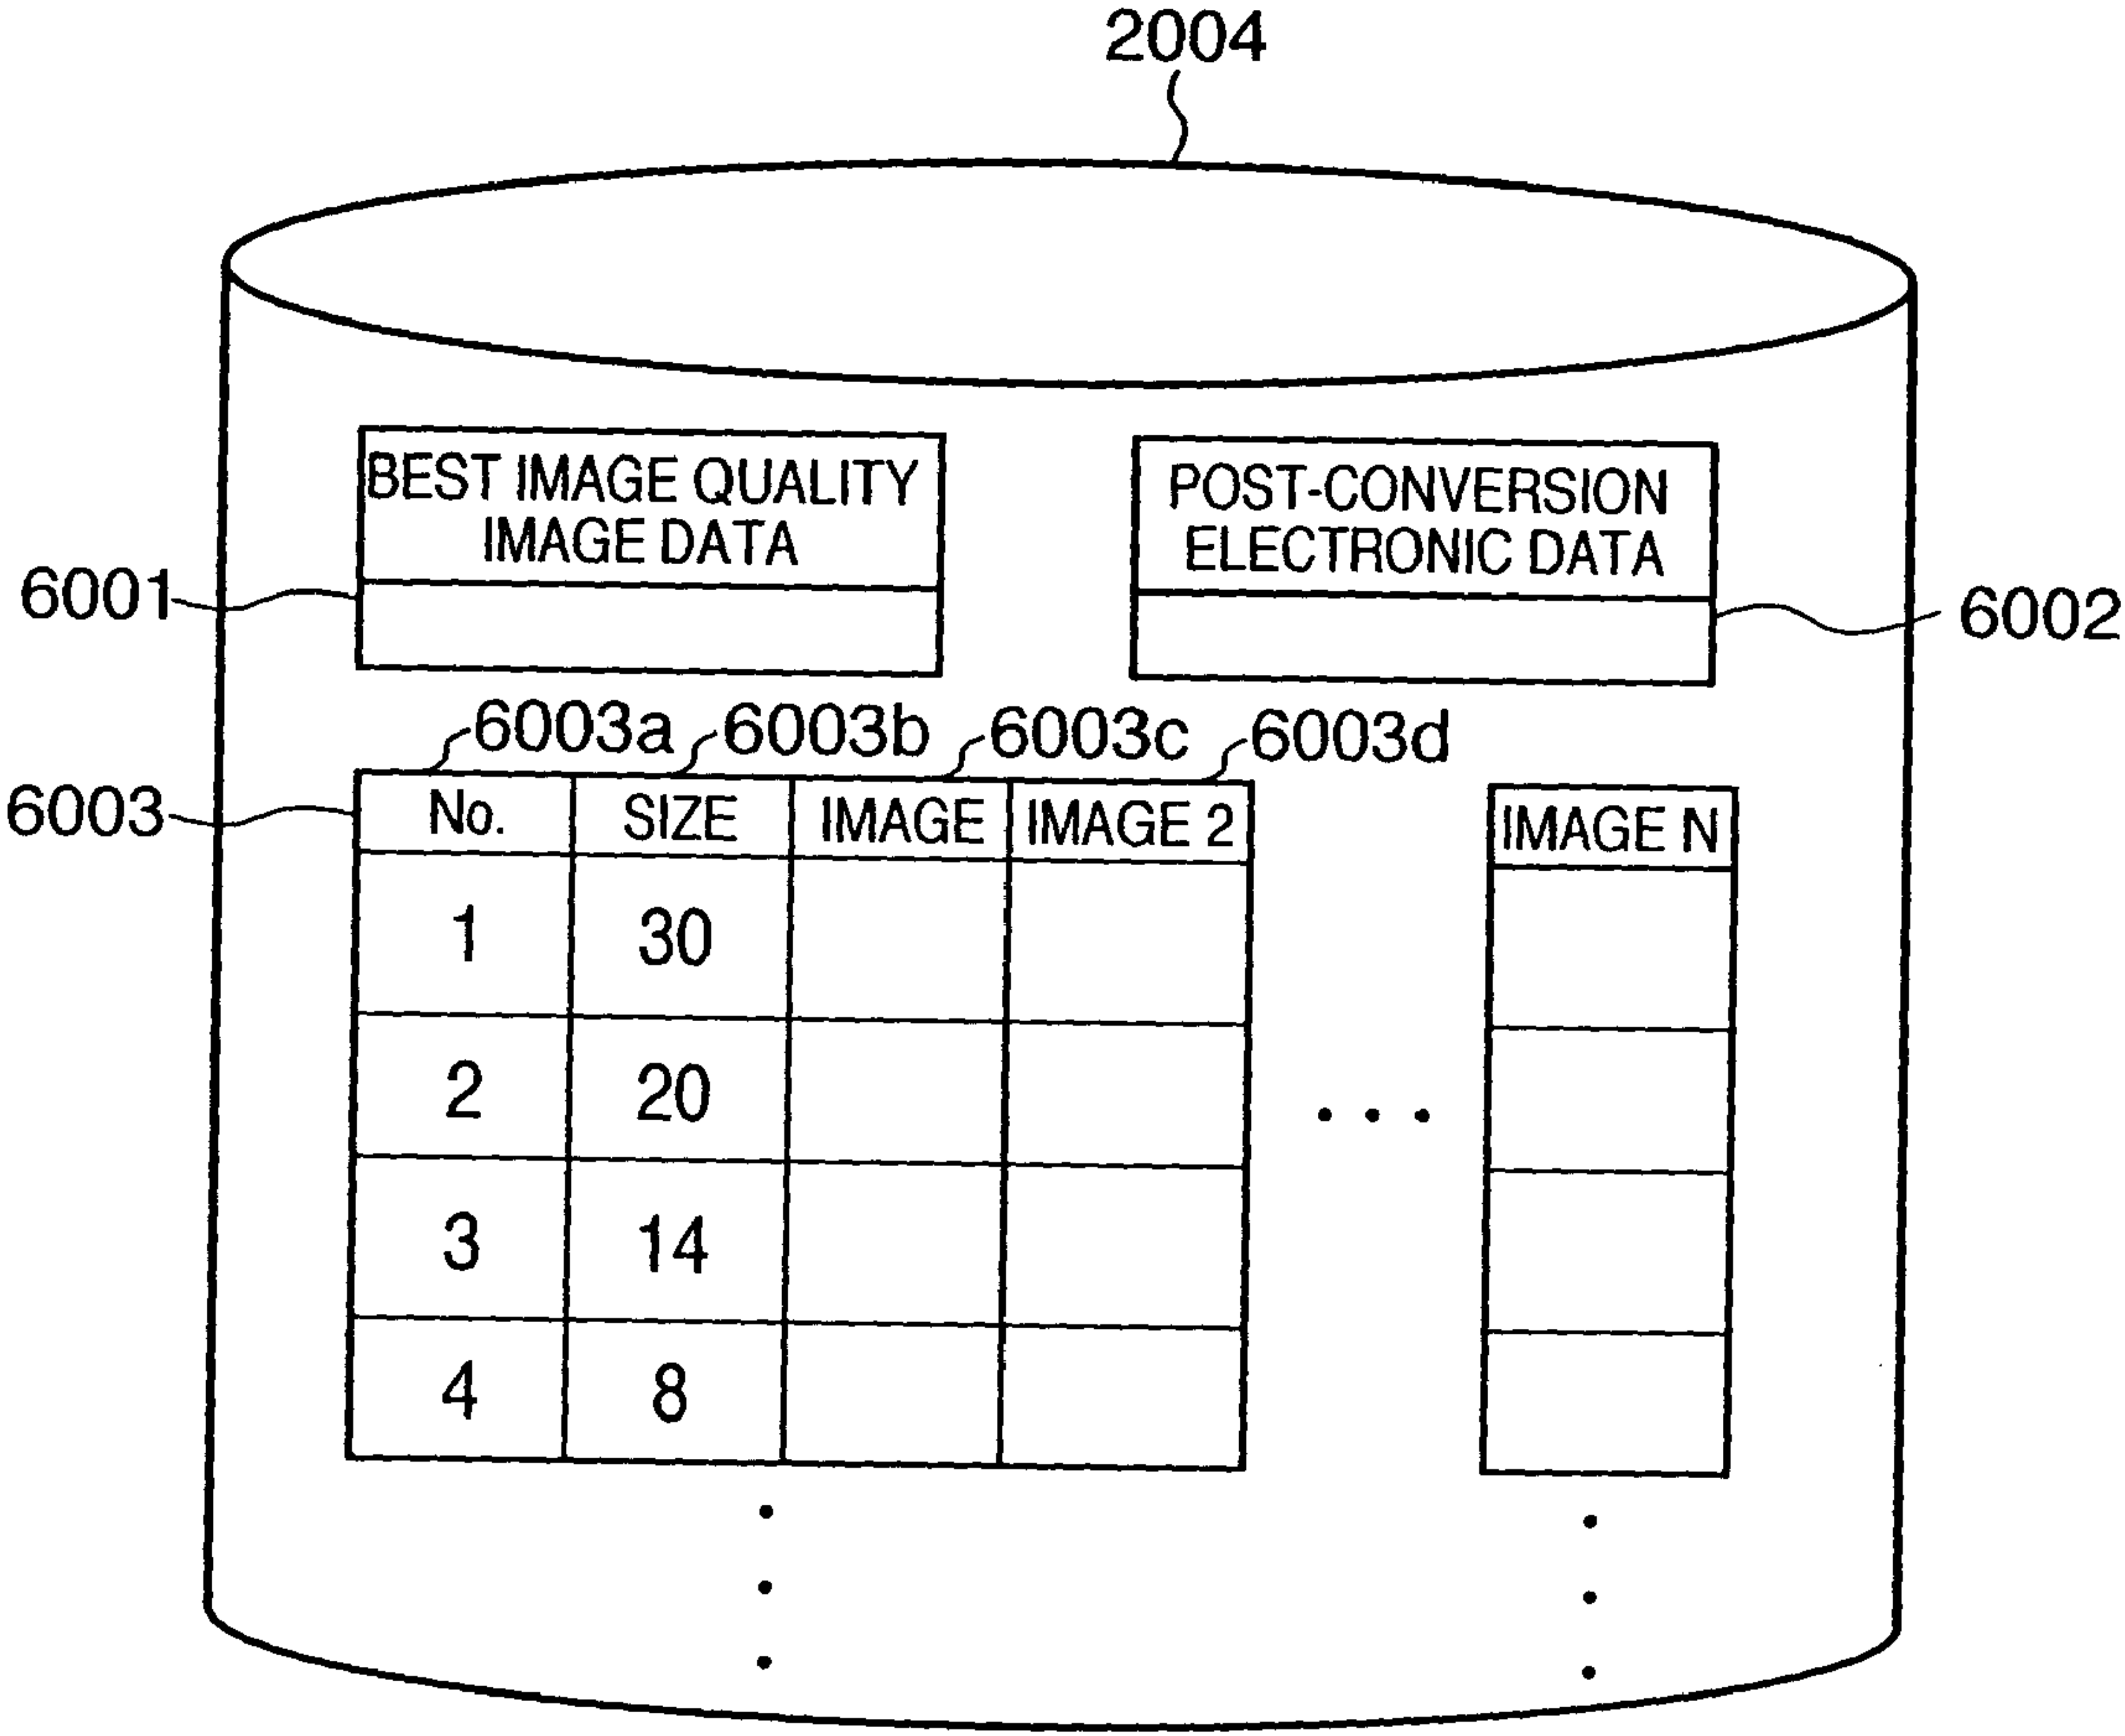 2004
BEST IMAGE QUALITY
IMAGE DATA
POST-CONVERSION
ELECTRONIC DATA
6001
6002
6003a 6003b 6003c 6003d
6003
No. SIZE IMAGE IMAGE 2 IMAGE N
1 30
2 20
. . .
3 14
4 8